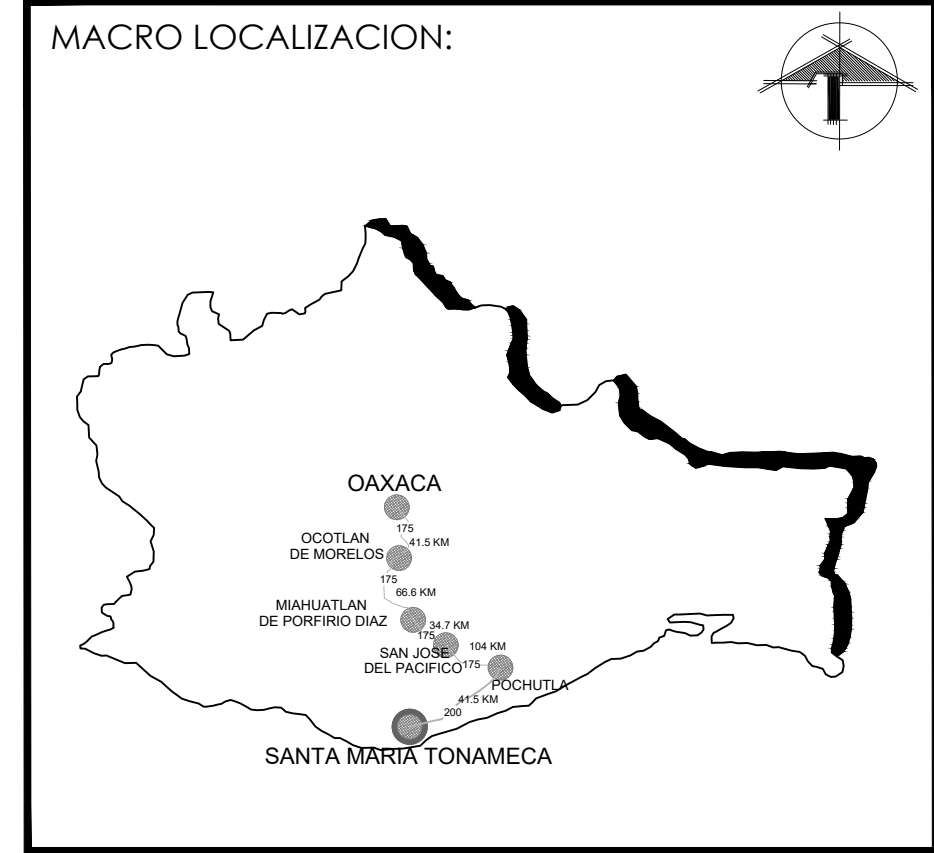 MACRO LOCALIZACION:
OAXACA
175
41.5 KM
OCOTLAN
DE MORELOS
175
66.6 KM
MIAHUATLAN
DE PORFIRIO DIAZ
34.7 KM
175
SAN JOSE
DEL PACIFICO
104 KM
175
POCHUTLA
41.5 KM
200
SANTA MARIA TONAMECA